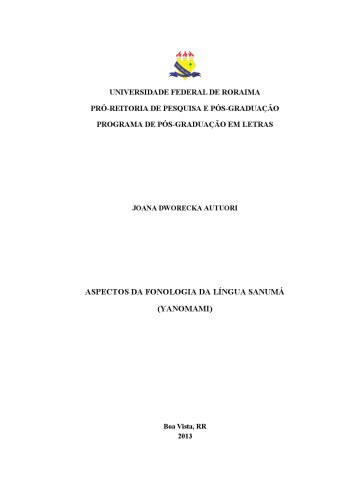 UNIVERSIDADE FEDERAL DE RORAIMA
PRÓ-REITORIA DE PESQUISA E PÓS-GRADUAÇÃO
PROGRAMA DE PÓS-GRADUAÇÃO EM LETRAS
JOANA DWORECKA AUTUORI
ASPECTOS DA FONOLOGIA DA LÍNGUA SANUMÁ
(YANOMAMI)
Boa Vista, RR
2013